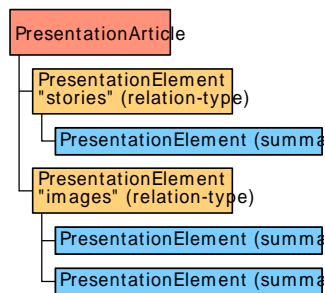 PresentationArticle
PresentationElement
"stories" (relation-type)
PresentationElement (summa
PresentationElement
"images" (relation-type)
PresentationElement (summa
PresentationElement (summa